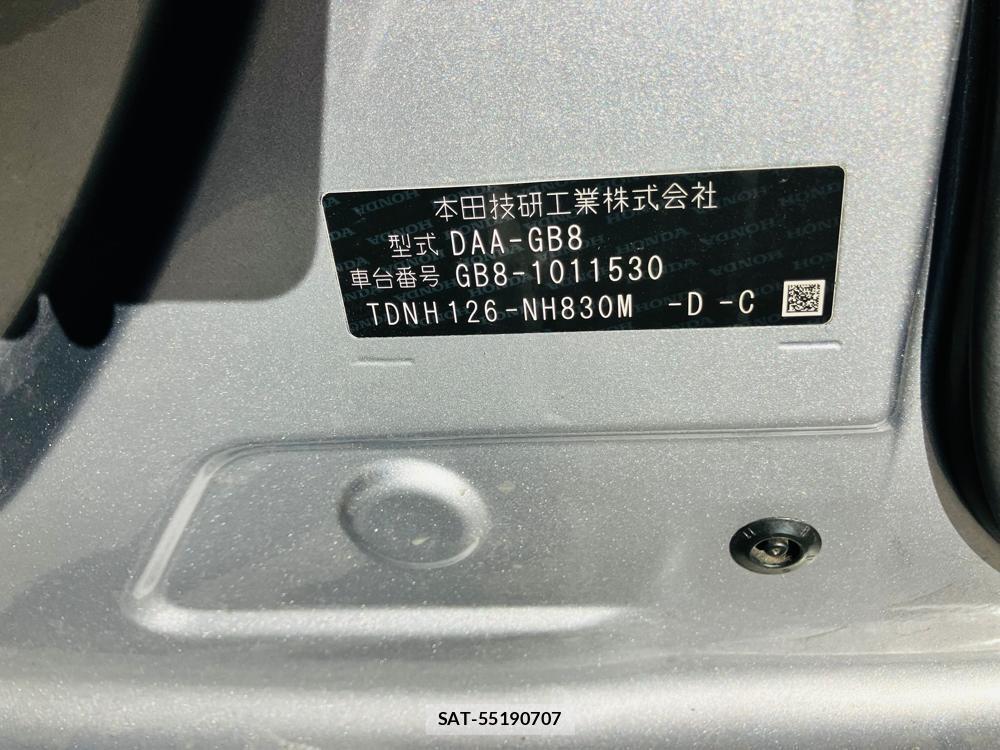 本田技研工業株式会社
型式 DAA-GB8
車台番号 GB8-1011530
TDNH126-NH830M -D -C
SAT-55190707